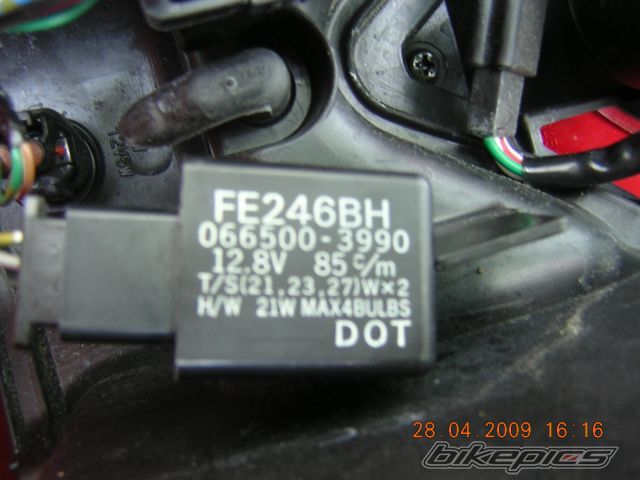 12V5W
FE246BH
066500-3990
12.8V 85c/m
T/S(21.23.27)W×2
H/W 21W MAX4BULBS
DOT
28.04.2009 16:16
bikepics